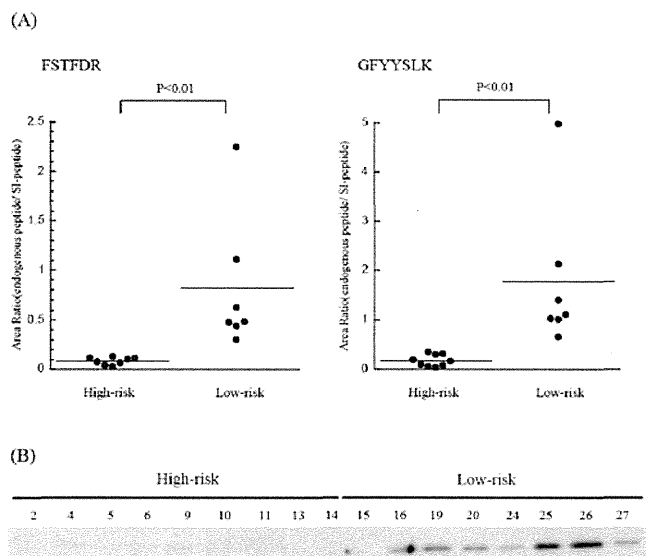 (A)
FSTFDR
GFYYSLK
P<0.01
P<0.01
Area Ratio(endogenous peptide/ SI-peptide)
2.5
2
1.5
1
0.5
0
High-risk
Low-risk
Area Ratio(endogenous peptide/ SI-peptide)
5
4
3
2
1
0
High-risk
Low-risk
(B)
High-risk
Low-risk
2 4 5 6 9 10 11 13 14 15 16 19 20 24 25 26 27